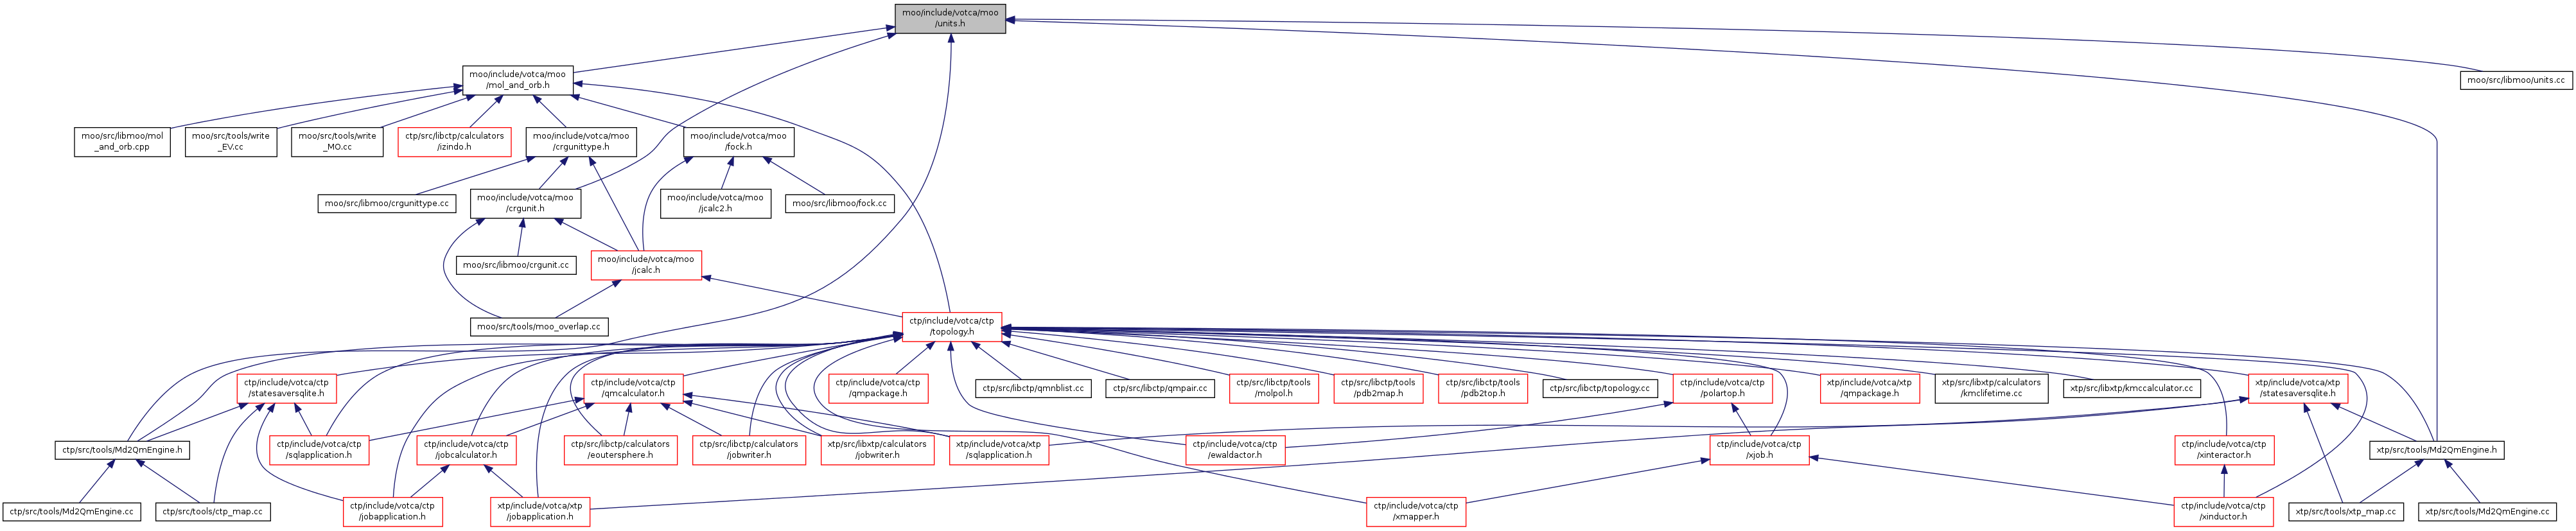 moo/include/votca/moo
/units.h
moo/include/votca/moo
/mol_and_orb.h
moo/src/libmoo/units.cc
moo/src/libmoo/mol
_and_orb.cpp
moo/src/tools/write
_EV.cc
moo/src/tools/write
_MO.cc
ctp/src/libctp/calculators
/izindo.h
moo/include/votca/moo
/crgunittype.h
moo/include/votca/moo
/fock.h
moo/src/libmoo/crgunittype.cc
moo/include/votca/moo
/crgunit.h
moo/include/votca/moo
/jcalc2.h
moo/src/libmoo/fock.cc
moo/src/libmoo/crgunit.cc
moo/include/votca/moo
/jcalc.h
moo/src/tools/moo_overlap.cc
ctp/include/votca/ctp
/topology.h
ctp/include/votca/ctp
/statesaversqlite.h
ctp/include/votca/ctp
/qmcalculator.h
ctp/include/votca/ctp
/qmpackage.h
ctp/src/libctp/qmnblist.cc
ctp/src/libctp/qmpair.cc
ctp/src/libctp/tools
/molpol.h
ctp/src/libctp/tools
/pdb2map.h
ctp/src/libctp/tools
/pdb2top.h
ctp/src/libctp/topology.cc
ctp/include/votca/ctp
/polartop.h
xtp/include/votca/xtp
/qmpackage.h
xtp/src/libxtp/calculators
/kmclifetime.cc
xtp/src/libxtp/kmccalculator.cc
xtp/include/votca/xtp
/statesaversqlite.h
ctp/src/tools/Md2QmEngine.h
ctp/include/votca/ctp
/sqlapplication.h
ctp/include/votca/ctp
/jobcalculator.h
ctp/src/libctp/calculators
/eoutersphere.h
ctp/src/libctp/calculators
/jobwriter.h
xtp/src/libxtp/calculators
/jobwriter.h
xtp/include/votca/xtp
/sqlapplication.h
ctp/include/votca/ctp
/ewaldactor.h
ctp/include/votca/ctp
/xjob.h
ctp/include/votca/ctp
/xinteractor.h
xtp/src/tools/Md2QmEngine.h
ctp/src/tools/Md2QmEngine.cc
ctp/src/tools/ctp_map.cc
ctp/include/votca/ctp
/jobapplication.h
xtp/include/votca/xtp
/jobapplication.h
ctp/include/votca/ctp
/xmapper.h
ctp/include/votca/ctp
/xinductor.h
xtp/src/tools/xtp_map.cc
xtp/src/tools/Md2QmEngine.cc